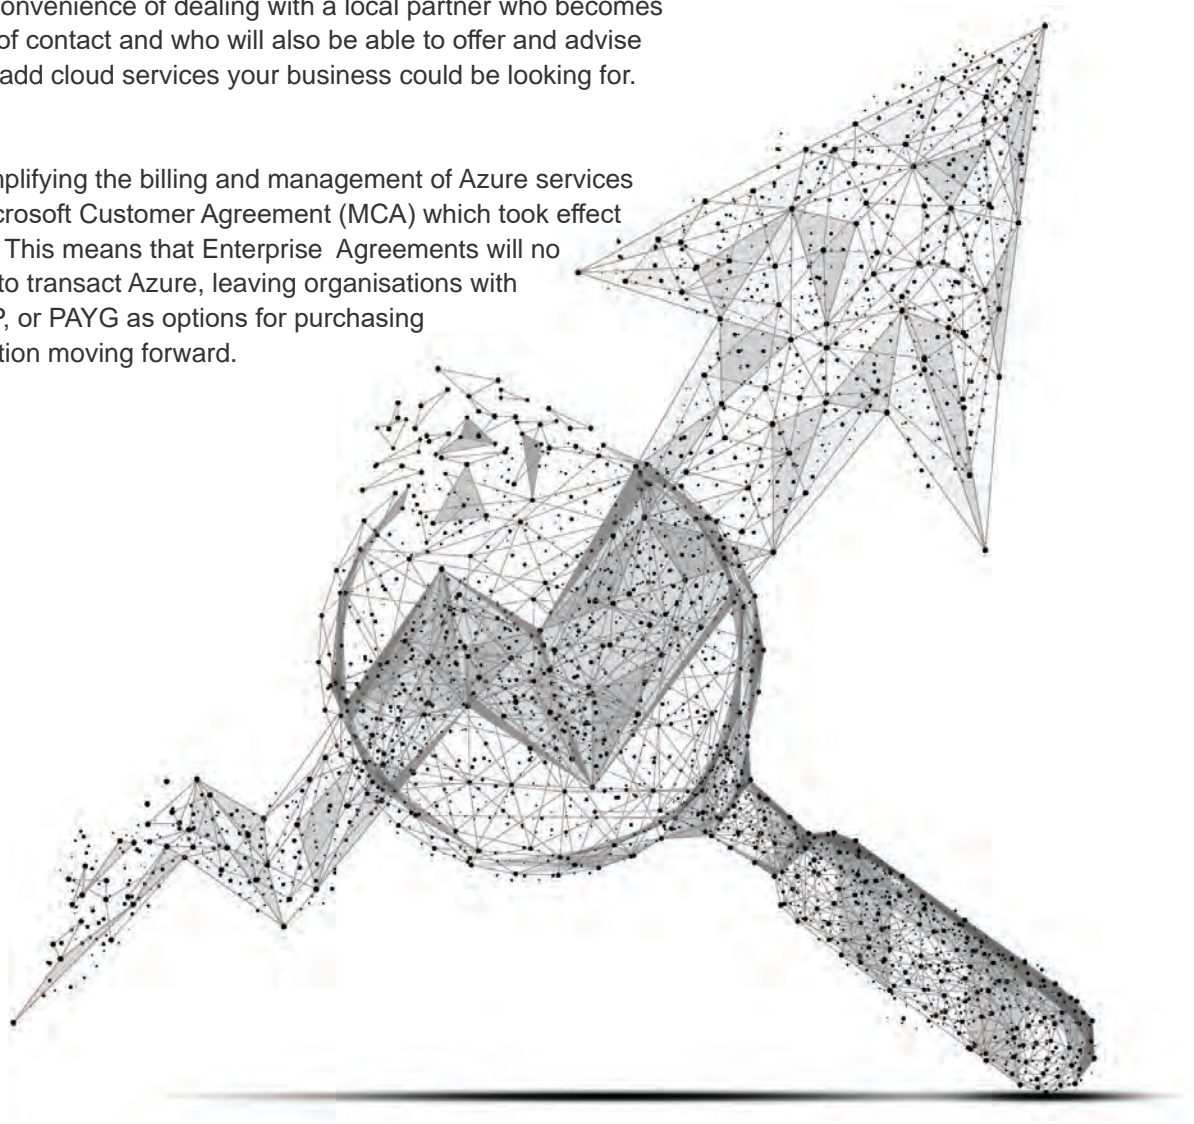 onvenience of dealing with a local partner who becomes
of contact and who will also be able to offer and advise
add cloud services your business could be looking for.
nplifying the billing and management of Azure services
crosoft Customer Agreement (MCA) which took effect
This means that Enterprise Agreements will no
to transact Azure, leaving organisations with
P, or PAYG as options for purchasing
tion moving forward.